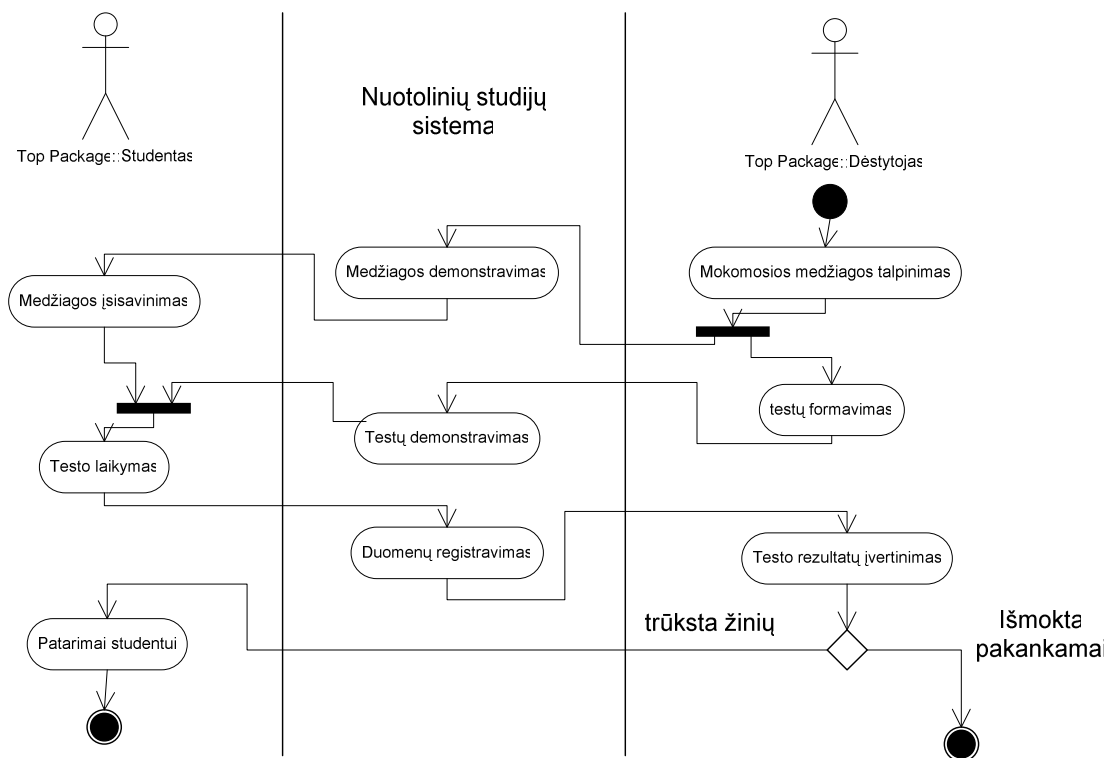 Nuotolinių studijų
sistema
Top Package::Studentas
Top Package::Dėstytojas
Medžiagos demonstravimas
Mokomosios medžiagos talpinimas
Medžiagos įsisavinimas
testų formavimas
Testų demonstravimas
Testo laikymas
Duomenų registravimas
Testo rezultatų įvertinimas
trūksta žinių
Išmokta
pakankamai
Patarimai studentui